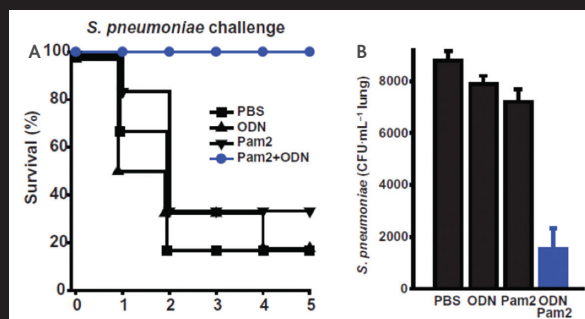 S. pneumoniae challenge
A
B
Survival (%)
100
80
60
40
20
0
0 1 2 3 4 5
PBS
ODN
Pam2
Pam2+ODN
S. pneumoniae (CFU·mL⁻¹ lung)
8000
6000
4000
2000
0
PBS ODN Pam2 ODN
Pam2